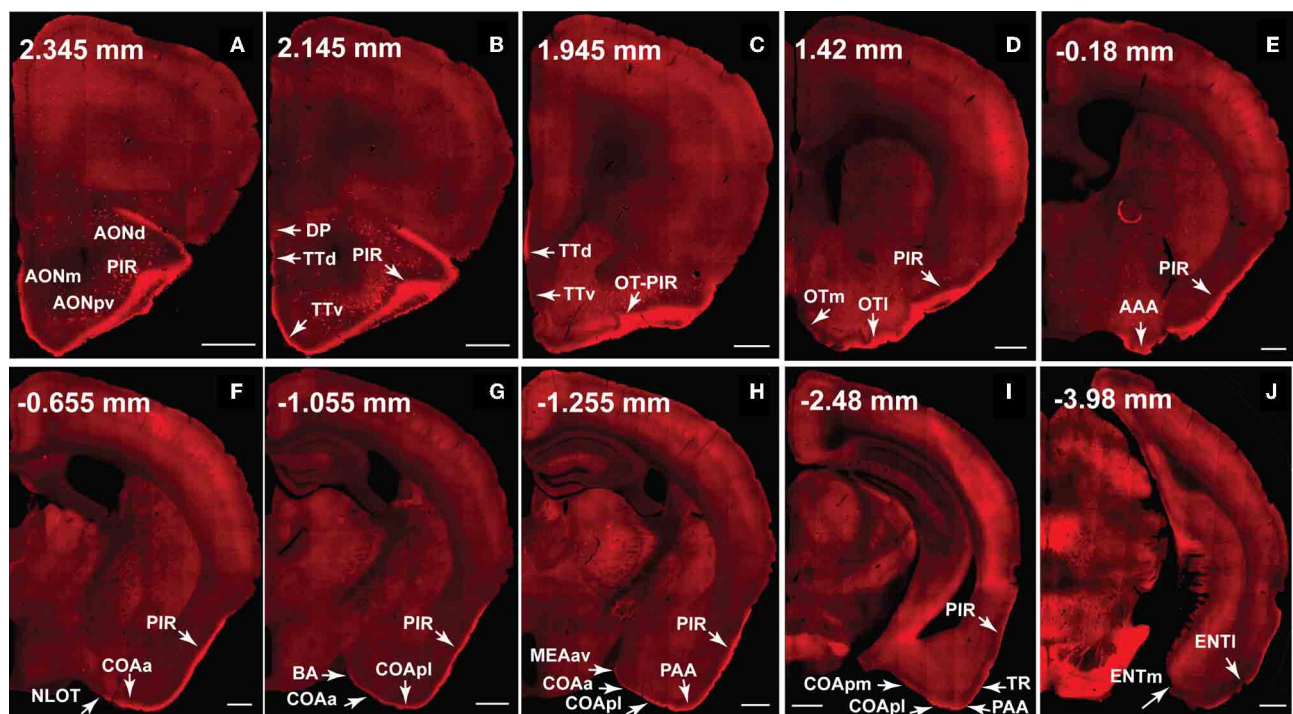 2.345 mm
A
AONd
PIR
AONm
AONpv
2.145 mm
B
DP
PIR
TTd
TTv
1.945 mm
C
TTd
OT-PIR
TTv
1.42 mm
D
PIR
OTm
OTl
-0.18 mm
E
PIR
AAA
-0.655 mm
F
PIR
COAa
NLOT
-1.055 mm
G
PIR
BA
COApl
COAa
-1.255 mm
H
PIR
MEAav
PAA
COAa
COApl
-2.48 mm
I
PIR
COApm
TR
COApl
PAA
-3.98 mm
J
ENTl
ENTm